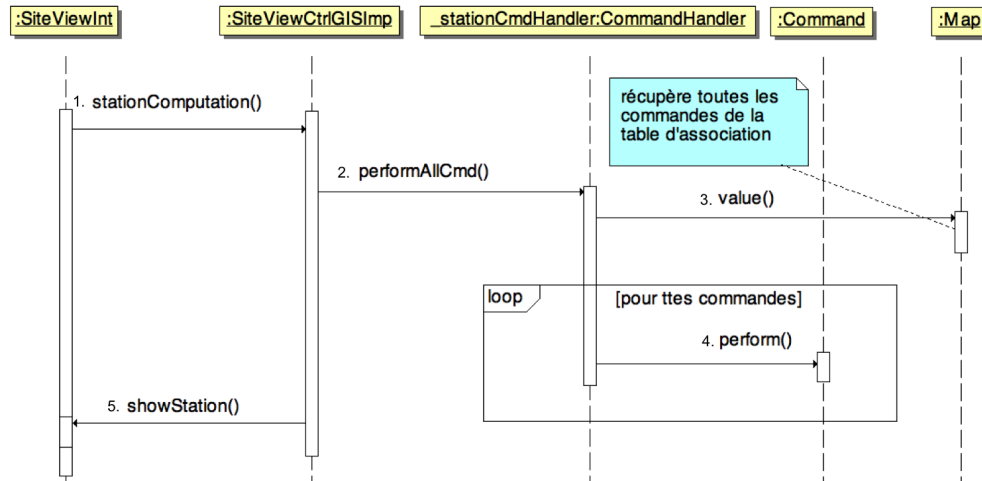 :SiteViewInt
:SiteViewCtrlGISImp
_stationCmdHandler:CommandHandler
:Command
:Map
1. stationComputation()
récupère toutes les
commandes de la
table d'association
2. performAllCmd()
3. value()
loop
[pour ttes commandes]
4. perform()
5. showStation()